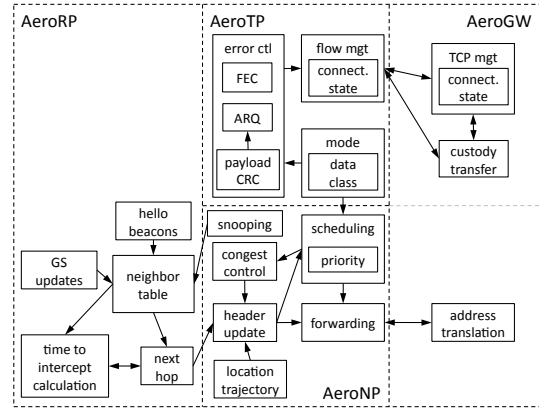 AeroRP
AeroTP
AeroGW
error ctl
FEC
ARQ
payload
CRC
flow mgt
connect.
state
mode
data
class
TCP mgt
connect.
state
custody
transfer
hello
beacons
GS
updates
neighbor
table
time to
intercept
calculation
next
hop
snooping
congest
control
header
update
location
trajectory
scheduling
priority
forwarding
AeroNP
address
translation